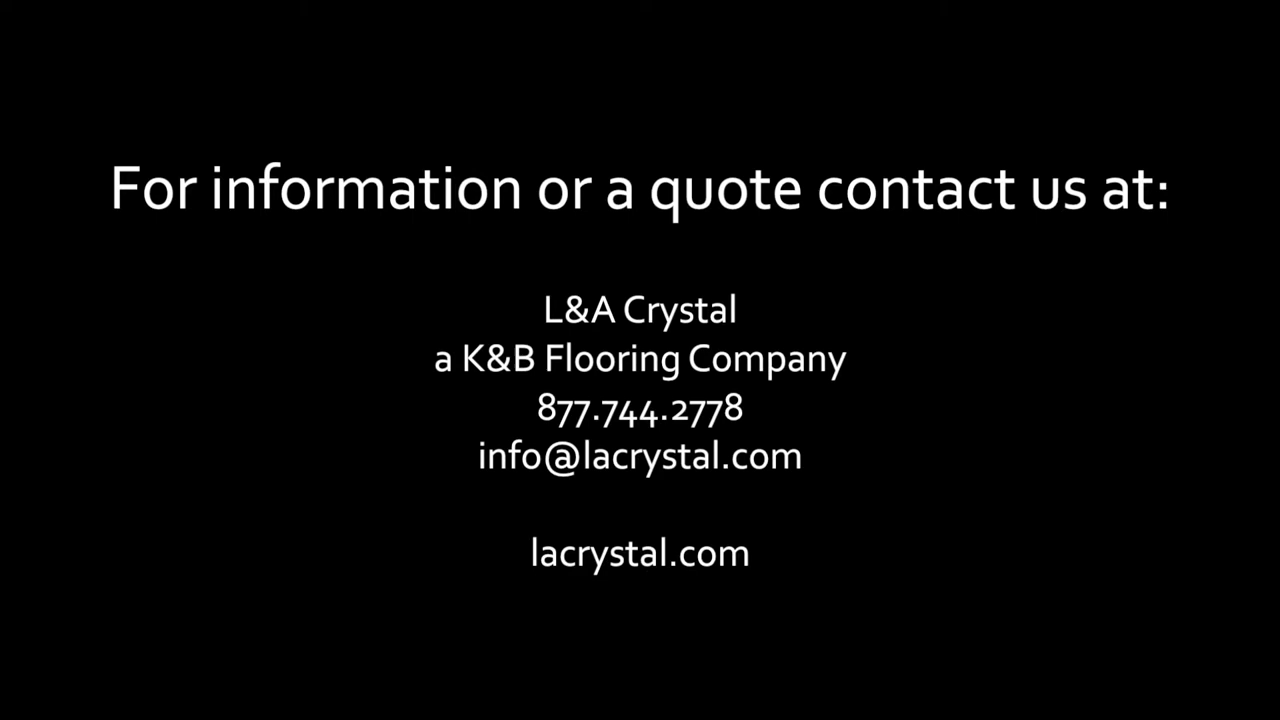 For information or a quote contact us at:
L&A Crystal
a K&B Flooring Company
877.744.2778
info@lacrystal.com
lacrystal.com